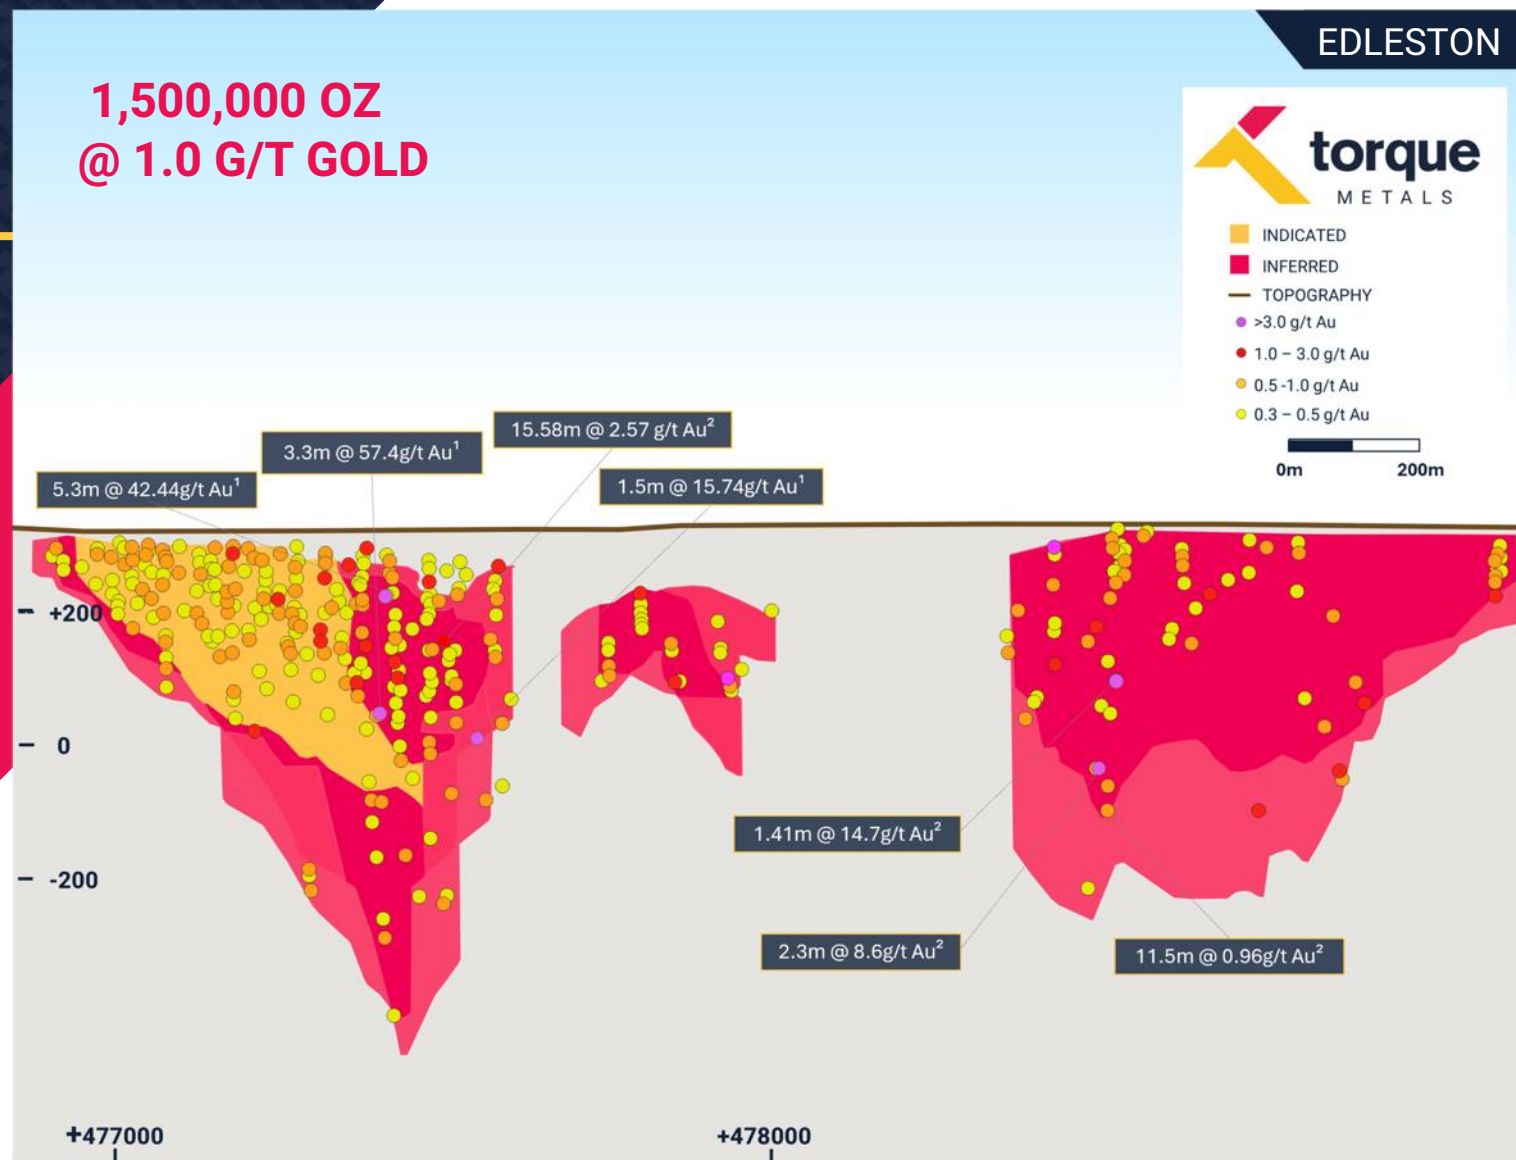 EDLESTON
1,500,000 OZ
@ 1.0 G/T GOLD
torque
METALS
INDICATED
INFERRED
TOPOGRAPHY
>3.0 g/t Au
1.0 – 3.0 g/t Au
0.5 -1.0 g/t Au
0.3 – 0.5 g/t Au
0m 200m
15.58m @ 2.57 g/t Au²
3.3m @ 57.4g/t Au¹
5.3m @ 42.44g/t Au¹
1.5m @ 15.74g/t Au¹
+200
0
-200
1.41m @ 14.7g/t Au²
2.3m @ 8.6g/t Au²
11.5m @ 0.96g/t Au²
+477000 +478000